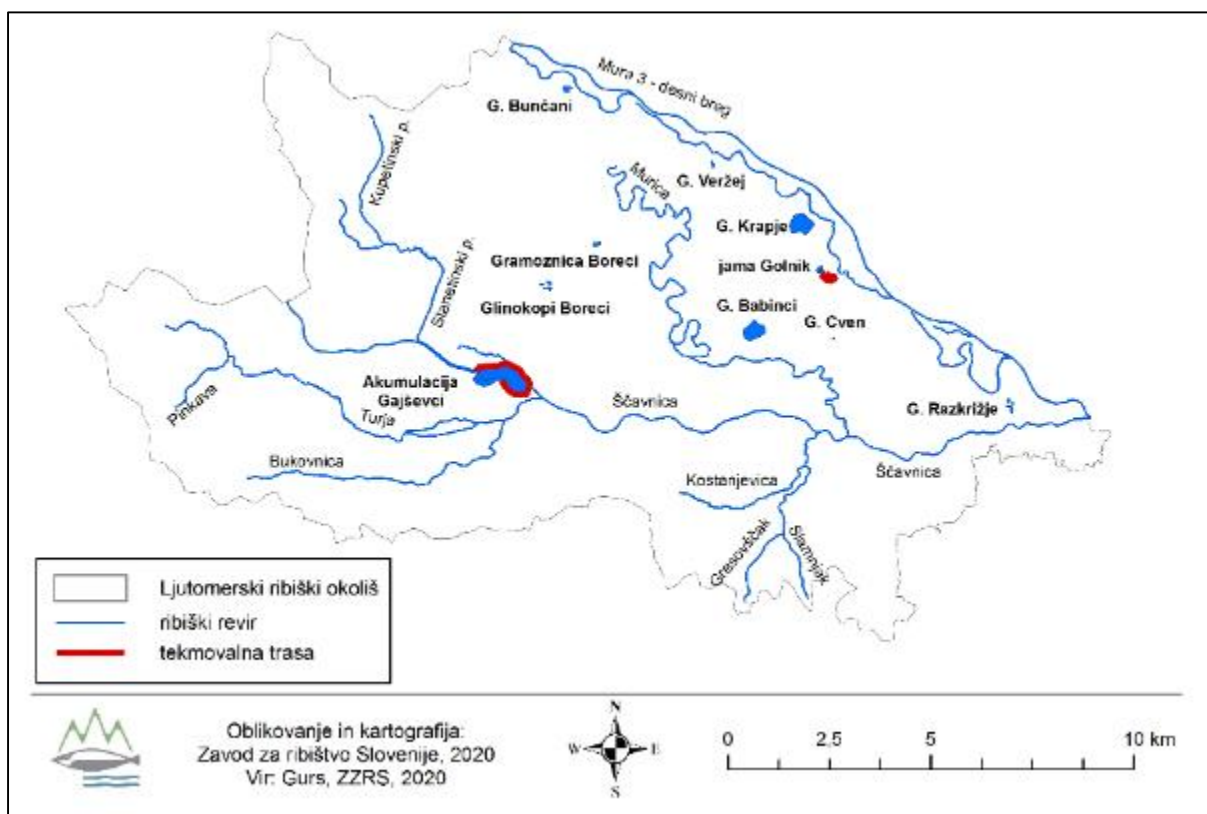 Mura 3 - desni breg
G. Bunčani
Kupetinski p.
Murica
G. Veržej
G. Krapje
Stanetinski p.
Gramoznica Boreci
jama Golnik
Glinokopi Boreci
G. Babinci
G. Cven
Akumulacija
Gajševci
Pinkava
Turja
Ščavnica
G. Razkrižje
Bukovnica
Kostanjevica
Ščavnica
Gresovščak
Slamnjak
Ljutomerski ribiški okoliš
ribiški revir
tekmovalna trasa
Oblikovanje in kartografija:
Zavod za ribištvo Slovenije, 2020
Vir: Gurs, ZZRS, 2020
N
W E
S
0 2,5 5 10 km